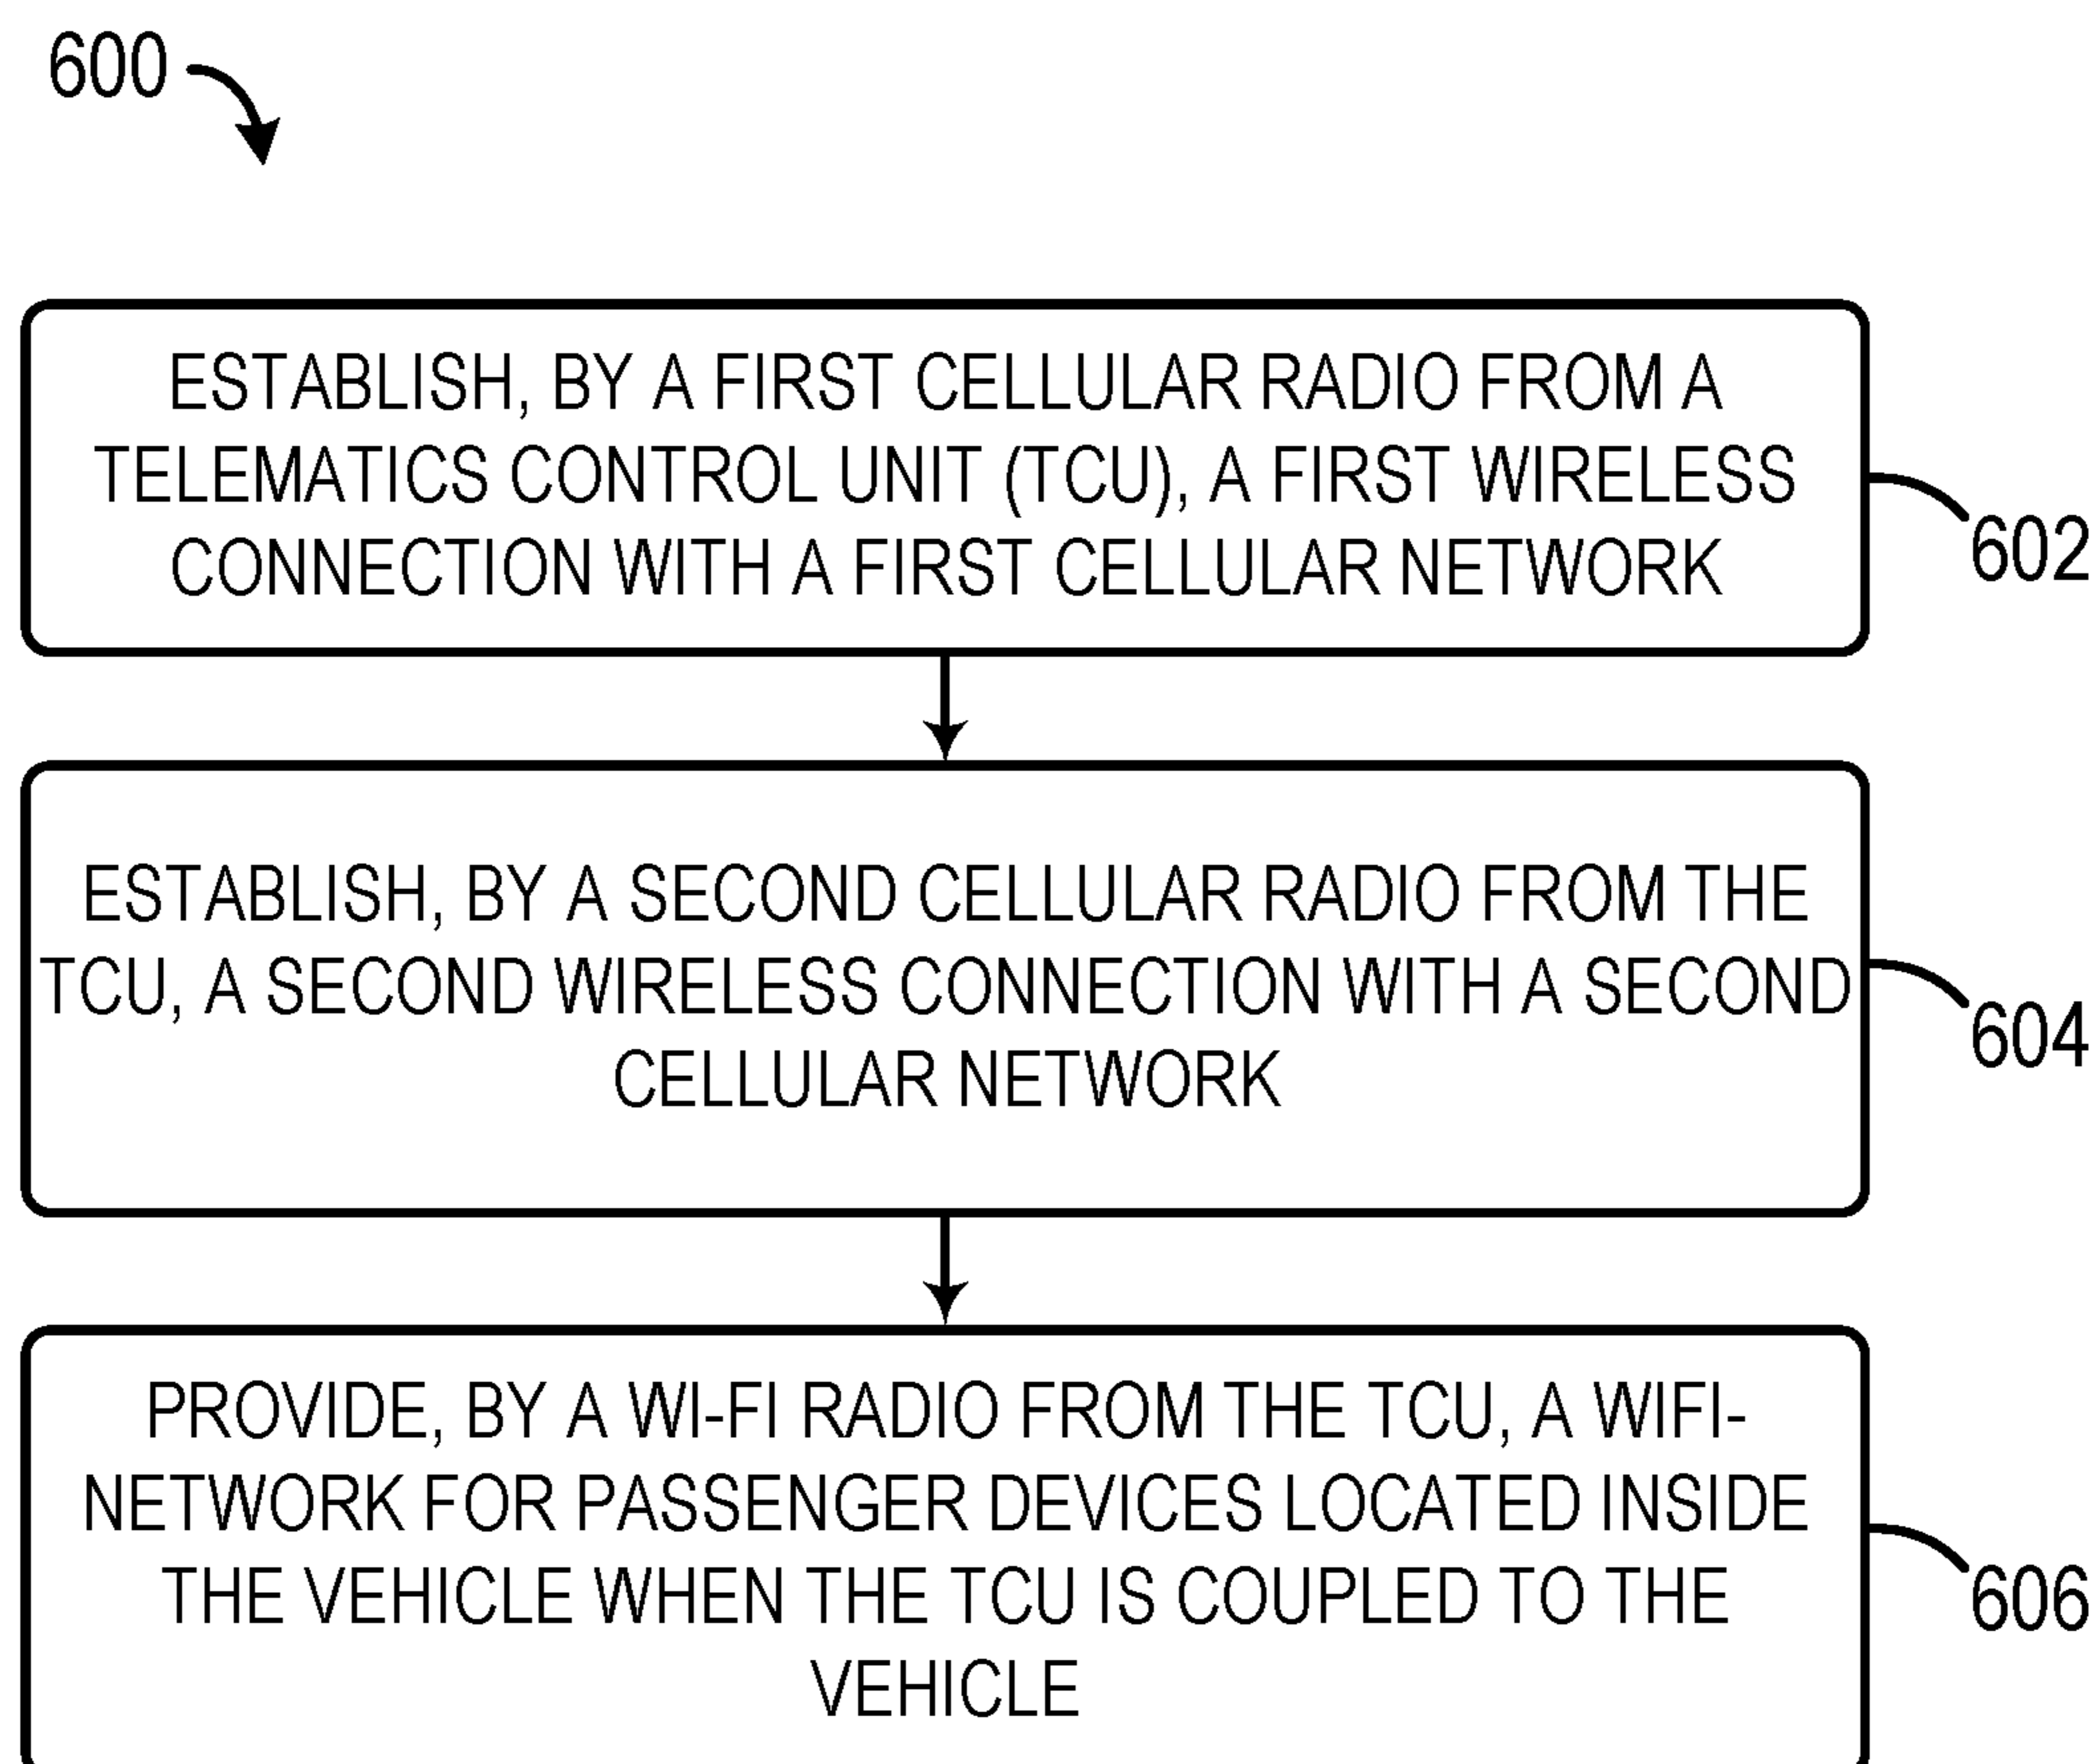 600
ESTABLISH, BY A FIRST CELLULAR RADIO FROM A
TELEMATICS CONTROL UNIT (TCU), A FIRST WIRELESS
CONNECTION WITH A FIRST CELLULAR NETWORK
602
ESTABLISH, BY A SECOND CELLULAR RADIO FROM THE
TCU, A SECOND WIRELESS CONNECTION WITH A SECOND
CELLULAR NETWORK
604
PROVIDE, BY A WI-FI RADIO FROM THE TCU, A WIFI-
NETWORK FOR PASSENGER DEVICES LOCATED INSIDE
THE VEHICLE WHEN THE TCU IS COUPLED TO THE
VEHICLE
606